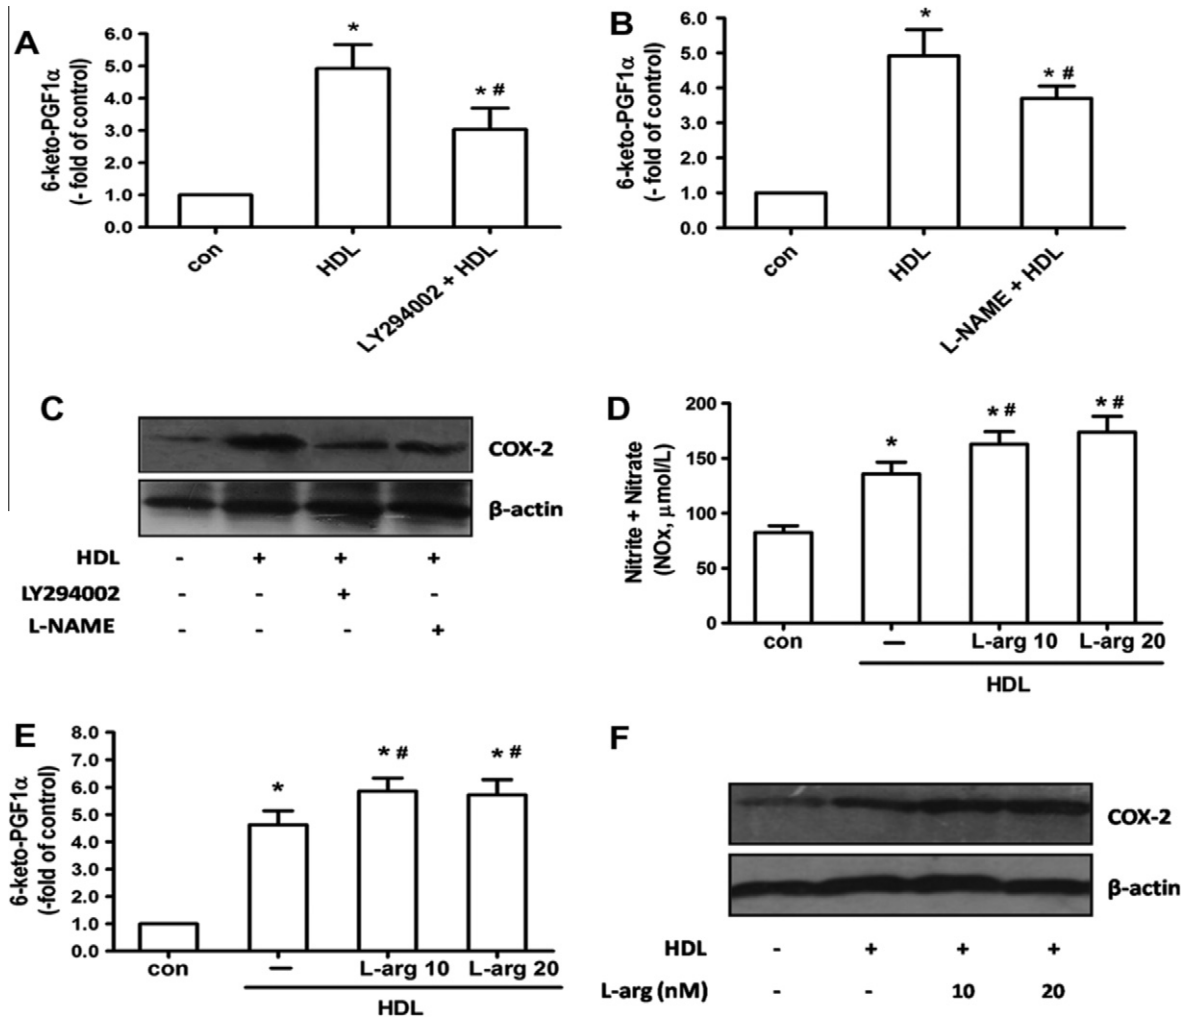 A
6-keto-PGF1α
(- fold of control)
6.0
5.0
4.0
3.0
2.0
1.0
0.0
*
* #
con
HDL
LY294002 + HDL
B
6-keto-PGF1α
(- fold of control)
6.0
5.0
4.0
3.0
2.0
1.0
0.0
*
* #
con
HDL
L-NAME + HDL
C
COX-2
β-actin
HDL - + + +
LY294002 - - + -
L-NAME - - - +
D
Nitrite + Nitrate
(NOx, μmol/L)
200
150
100
50
0
*
* #
* #
con — L-arg 10 L-arg 20
HDL
E
6-keto-PGF1α
(-fold of control)
8.0
7.0
6.0
5.0
4.0
3.0
2.0
1.0
0.0
*
* #
* #
con — L-arg 10 L-arg 20
HDL
F
COX-2
β-actin
HDL - + + +
L-arg (nM) - - 10 20